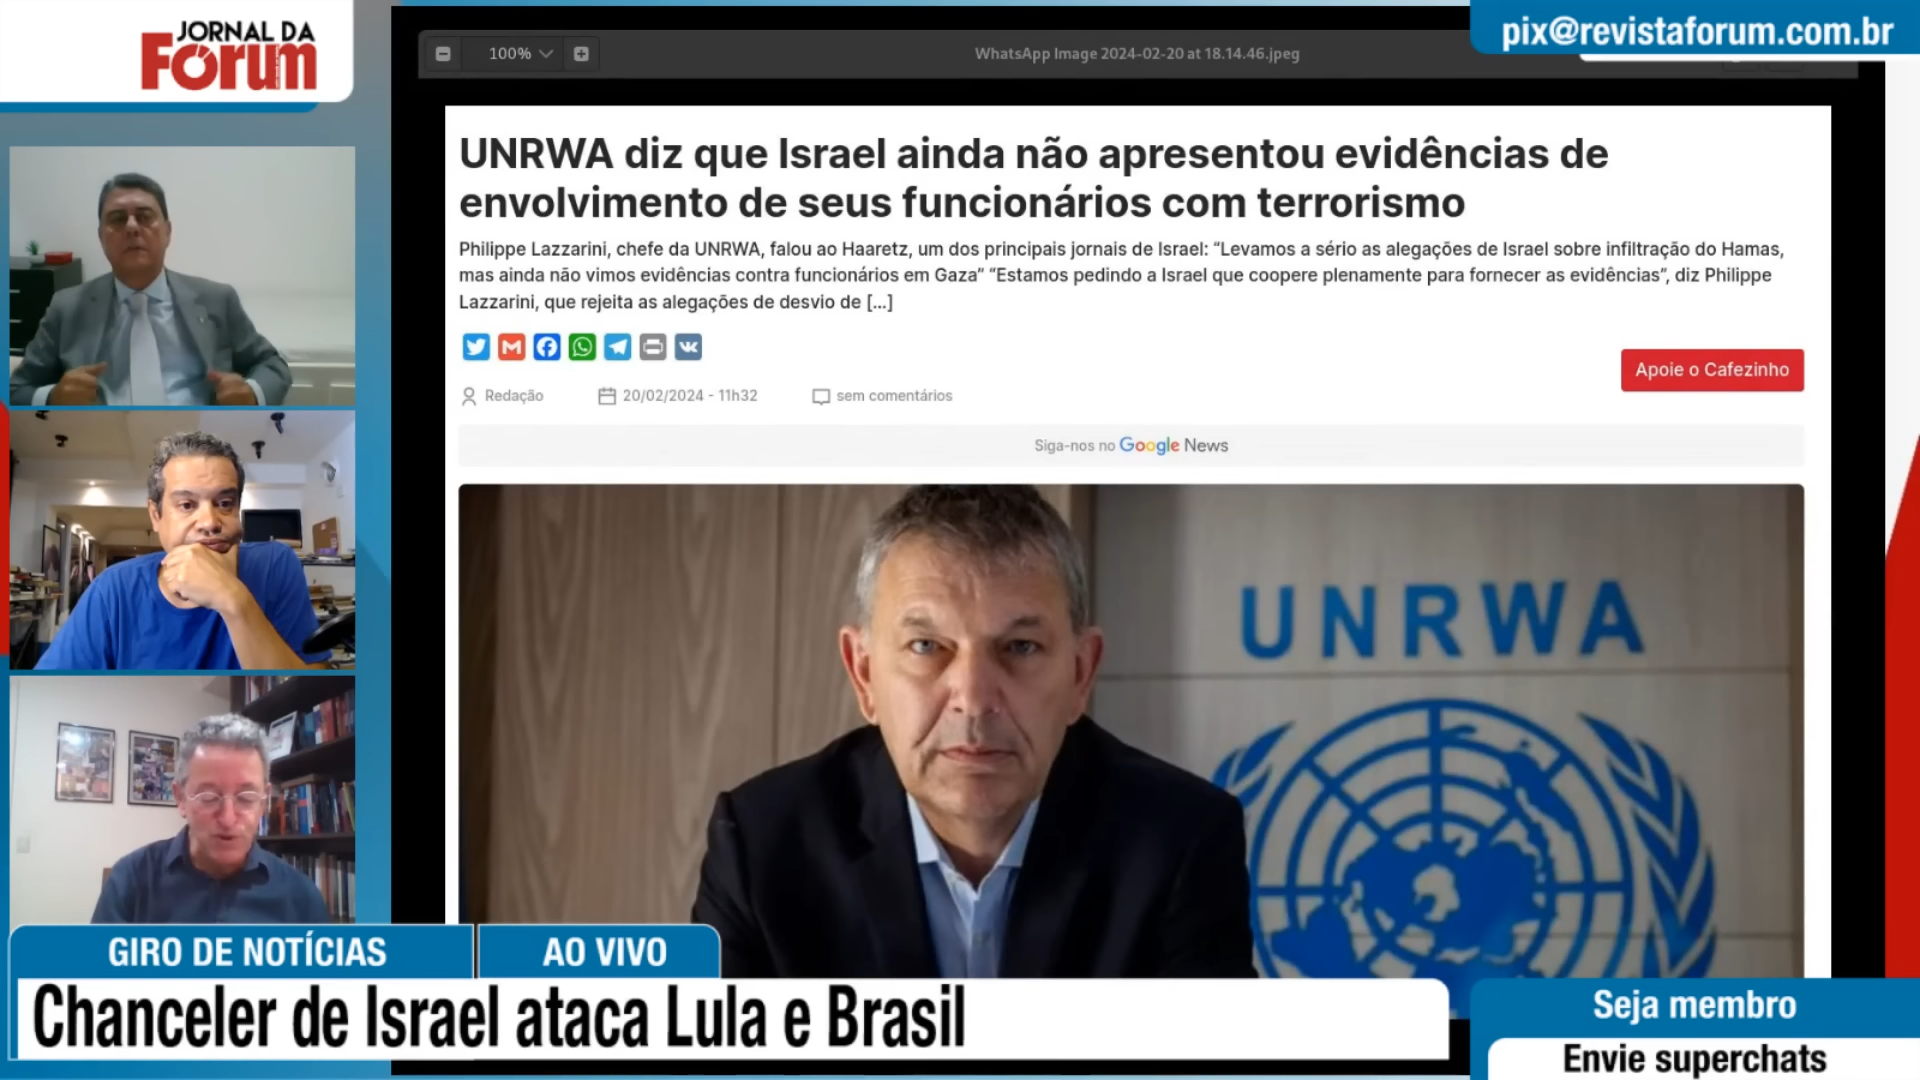 JORNAL DA
Fórum
pix@revistaforum.com.br
100%
WhatsApp Image 2024-02-20 at 18.14.46.jpeg
UNRWA diz que Israel ainda não apresentou evidências de
envolvimento de seus funcionários com terrorismo
Philippe Lazzarini, chefe da UNRWA, falou ao Haaretz, um dos principais jornais de Israel: “Levamos a sério as alegações de Israel sobre infiltração do Hamas,
mas ainda não vimos evidências contra funcionários em Gaza” “Estamos pedindo a Israel que coopere plenamente para fornecer as evidências”, diz Philippe
Lazzarini, que rejeita as alegações de desvio de [...]
Apoie o Cafezinho
Redação 20/02/2024 - 11h32 sem comentários
Siga-nos no Google News
UNRWA
GIRO DE NOTÍCIAS
AO VIVO
Chanceler de Israel ataca Lula e Brasil
Seja membro
Envie superchats